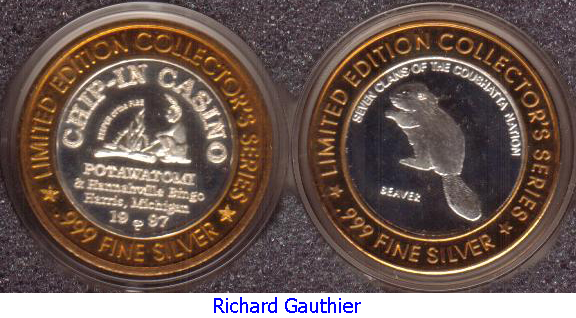 LIMITED EDITION COLLECTOR'S SERIES
CHIP-IN CASINO
POTAWATOMI
& Hannahville Bingo
Harris, Michigan
19 P 97
★ .999 FINE SILVER ★
LIMITED EDITION COLLECTOR'S SERIES
SEVEN CLANS OF THE COUSHATTA NATION
BEAVER
★ .999 FINE SILVER ★
Richard Gauthier